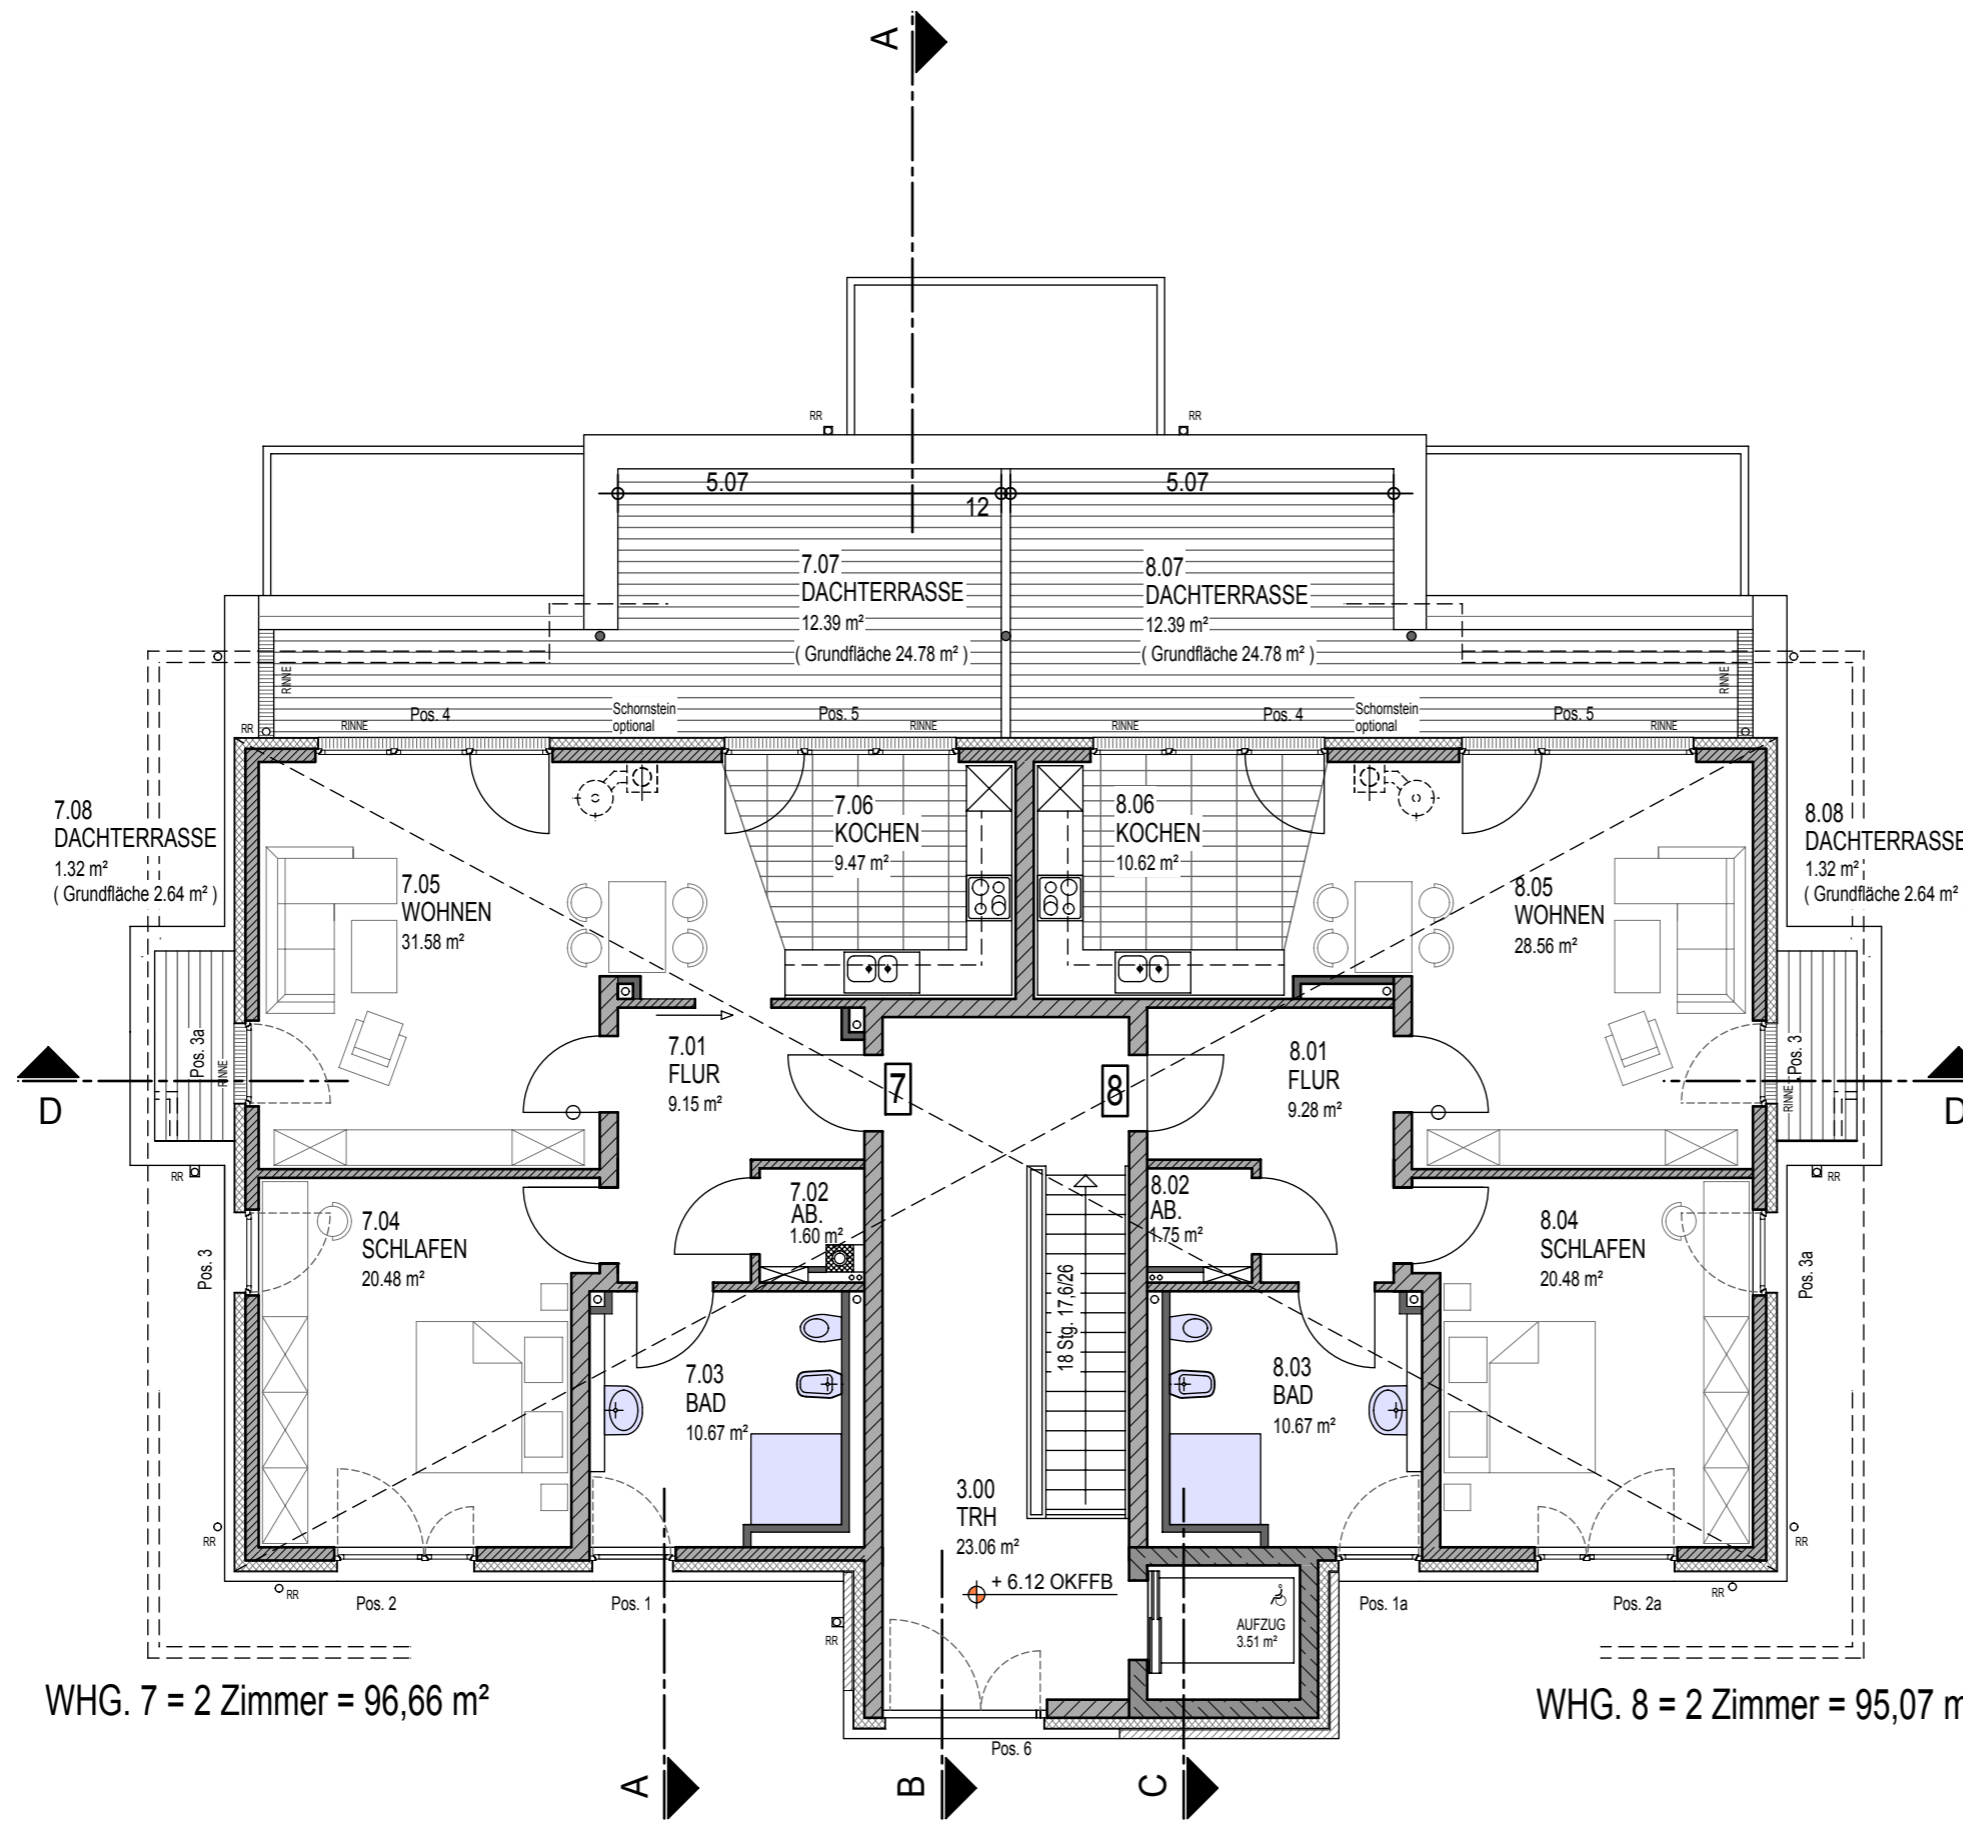 A
RR
RR
5.07
5.07
12
7.07
DACHTERRASSE
12.39 m²
( Grundfläche 24.78 m² )
8.07
DACHTERRASSE
12.39 m²
( Grundfläche 24.78 m² )
RINNE
RINNE
RR
RINNE
Pos. 4
Schornstein
optional
Pos. 5
RINNE
RINNE
Pos. 4
Schornstein
optional
Pos. 5
RINNE
7.08
DACHTERRASSE
1.32 m²
( Grundfläche 2.64 m² )
7.05
WOHNEN
31.58 m²
7.06
KOCHEN
9.47 m²
8.06
KOCHEN
10.62 m²
8.05
WOHNEN
28.56 m²
8.08
DACHTERRASSE
1.32 m²
( Grundfläche 2.64 m²
Pos. 3a
RINNE
D
7.01
FLUR
9.15 m²
7
8
8.01
FLUR
9.28 m²
Pos. 3
RINNE
D
RR
RR
7.04
SCHLAFEN
20.48 m²
7.02
AB.
1.60 m²
8.02
AB.
1.75 m²
8.04
SCHLAFEN
20.48 m²
Pos. 3
Pos. 3a
18 Stg. 17,6/26
7.03
BAD
10.67 m²
8.03
BAD
10.67 m²
3.00
TRH
23.06 m²
+ 6.12 OKFFB
AUFZUG
3.51 m²
RR
RR
RR
Pos. 2
Pos. 1
RR
Pos. 1a
Pos. 2a
RR
WHG. 7 = 2 Zimmer = 96,66 m²
WHG. 8 = 2 Zimmer = 95,07 m
Pos. 6
A
B
C